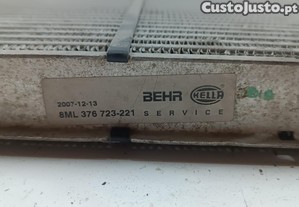 CustoJusto.pt
2007-12-13
BEHR HELLA
8ML 376 723-221 SERVICE